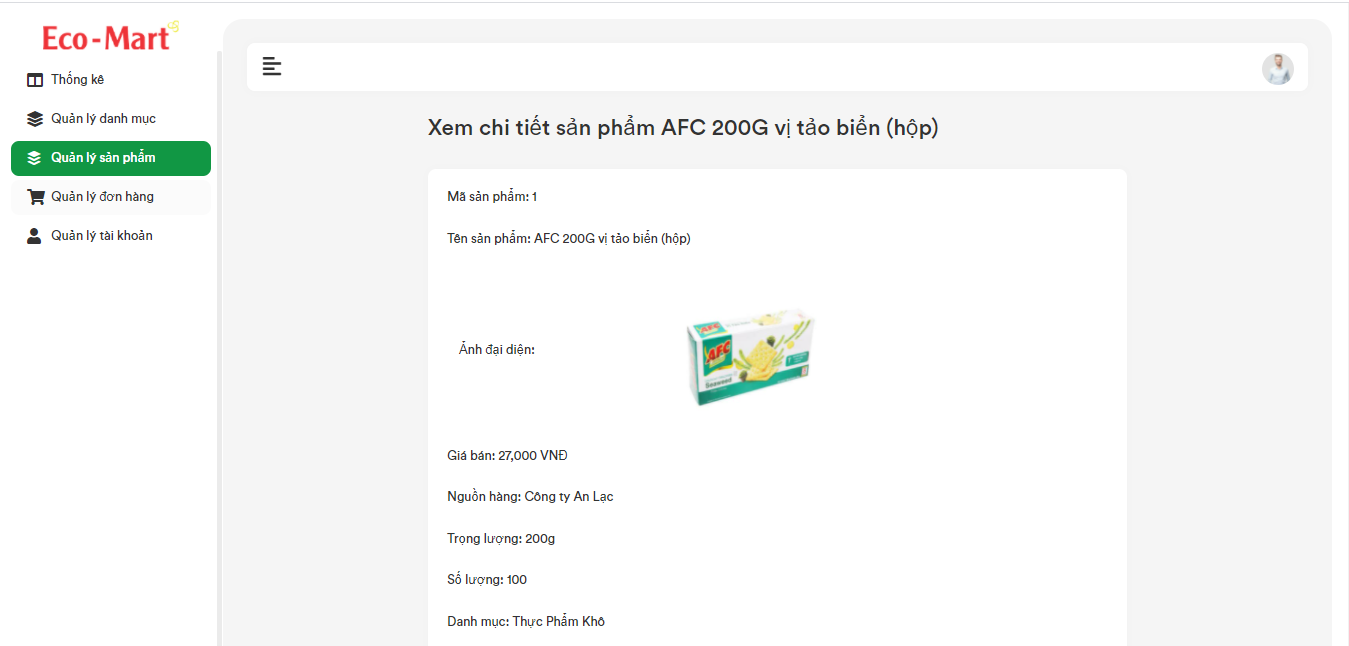 Eco-Mart
Thống kê
Quản lý danh mục
Quản lý sản phẩm
Quản lý đơn hàng
Quản lý tài khoản
Xem chi tiết sản phẩm AFC 200G vị tảo biển (hộp)
Mã sản phẩm: 1
Tên sản phẩm: AFC 200G vị tảo biển (hộp)
Ảnh đại diện:
AFC
AFC
Seaweed
Giá bán: 27,000 VNĐ
Nguồn hàng: Công ty An Lạc
Trọng lượng: 200g
Số lượng: 100
Danh mục: Thực Phẩm Khô